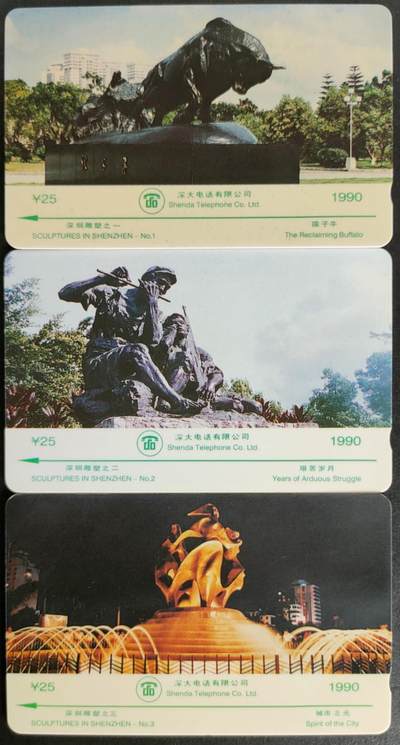 孺子牛
¥25
深大电话有限公司
Shenda Telephone Co. Ltd.
1990
深圳雕塑之一
孺子牛
SCULPTURES IN SHENZHEN - No.1
The Reclaiming Buffalo
¥25
深大电话有限公司
Shenda Telephone Co. Ltd.
1990
深圳雕塑之二
艰苦岁月
SCULPTURES IN SHENZHEN - No.2
Years of Arduous Struggle
¥25
深大电话有限公司
Shenda Telephone Co. Ltd.
1990
深圳雕塑之三
城市之光
SCULPTURES IN SHENZHEN - No.3
Spirit of the City